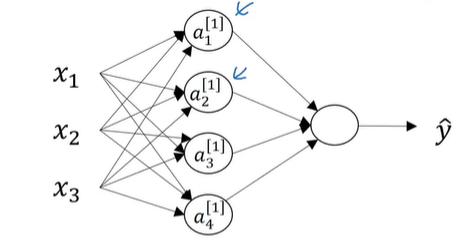 x₁
x₂
x₃
a₁^[1]
a₂^[1]
a₃^[1]
a₄^[1]
ŷ